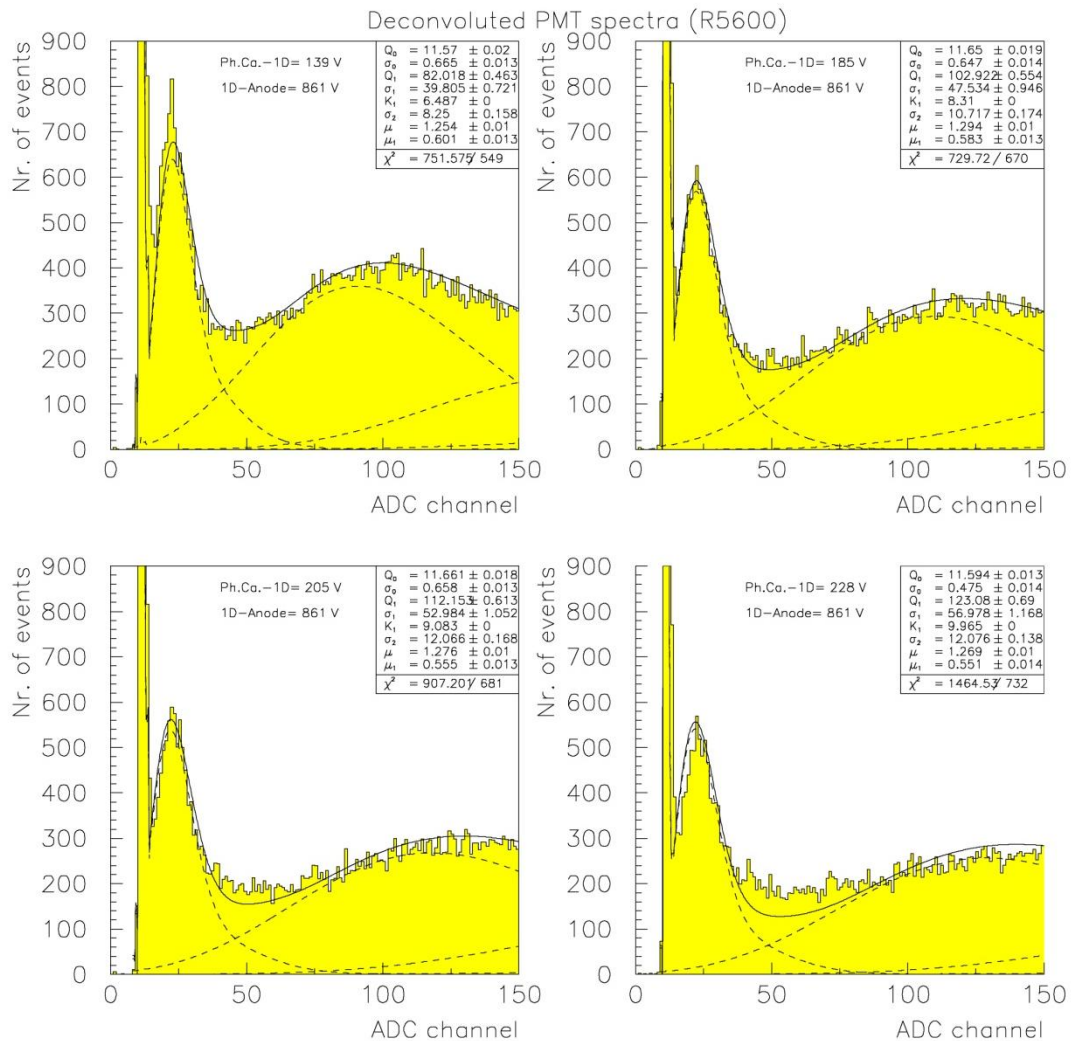 Deconvoluted PMT spectra (R5600)
Nr. of events
900
800
700
600
500
400
300
200
100
0
Ph.Ca.-1D= 139 V
1D-Anode= 861 V
Q₀ = 11.57 ± 0.02
σ₀ = 0.665 ± 0.013
Q₁ = 82.018 ± 0.463
σ₁ = 39.805 ± 0.721
K₁ = 6.487 ± 0
σ₂ = 8.25 ± 0.158
μ = 1.254 ± 0.01
μ₁ = 0.601 ± 0.013
χ² = 751.575/ 549
0 50 100 150
ADC channel
Nr. of events
900
800
700
600
500
400
300
200
100
0
Ph.Ca.-1D= 185 V
1D-Anode= 861 V
Q₀ = 11.65 ± 0.019
σ₀ = 0.647 ± 0.014
Q₁ = 102.922 ± 0.554
σ₁ = 47.534 ± 0.946
K₁ = 8.31 ± 0
σ₂ = 10.717 ± 0.174
μ = 1.294 ± 0.01
μ₁ = 0.583 ± 0.013
χ² = 729.72 / 670
0 50 100 150
ADC channel
Nr. of events
900
800
700
600
500
400
300
200
100
0
Ph.Ca.-1D= 205 V
1D-Anode= 861 V
Q₀ = 11.661 ± 0.018
σ₀ = 0.658 ± 0.013
Q₁ = 112.153 ± 0.613
σ₁ = 52.984 ± 1.052
K₁ = 9.083 ± 0
σ₂ = 12.066 ± 0.168
μ = 1.276 ± 0.01
μ₁ = 0.555 ± 0.013
χ² = 907.201/ 681
0 50 100 150
ADC channel
Nr. of events
900
800
700
600
500
400
300
200
100
0
Ph.Ca.-1D= 228 V
1D-Anode= 861 V
Q₀ = 11.594 ± 0.013
σ₀ = 0.475 ± 0.014
Q₁ = 123.08 ± 0.69
σ₁ = 56.978 ± 1.168
K₁ = 9.965 ± 0
σ₂ = 12.076 ± 0.138
μ = 1.269 ± 0.01
μ₁ = 0.551 ± 0.014
χ² = 1464.53/ 732
0 50 100 150
ADC channel